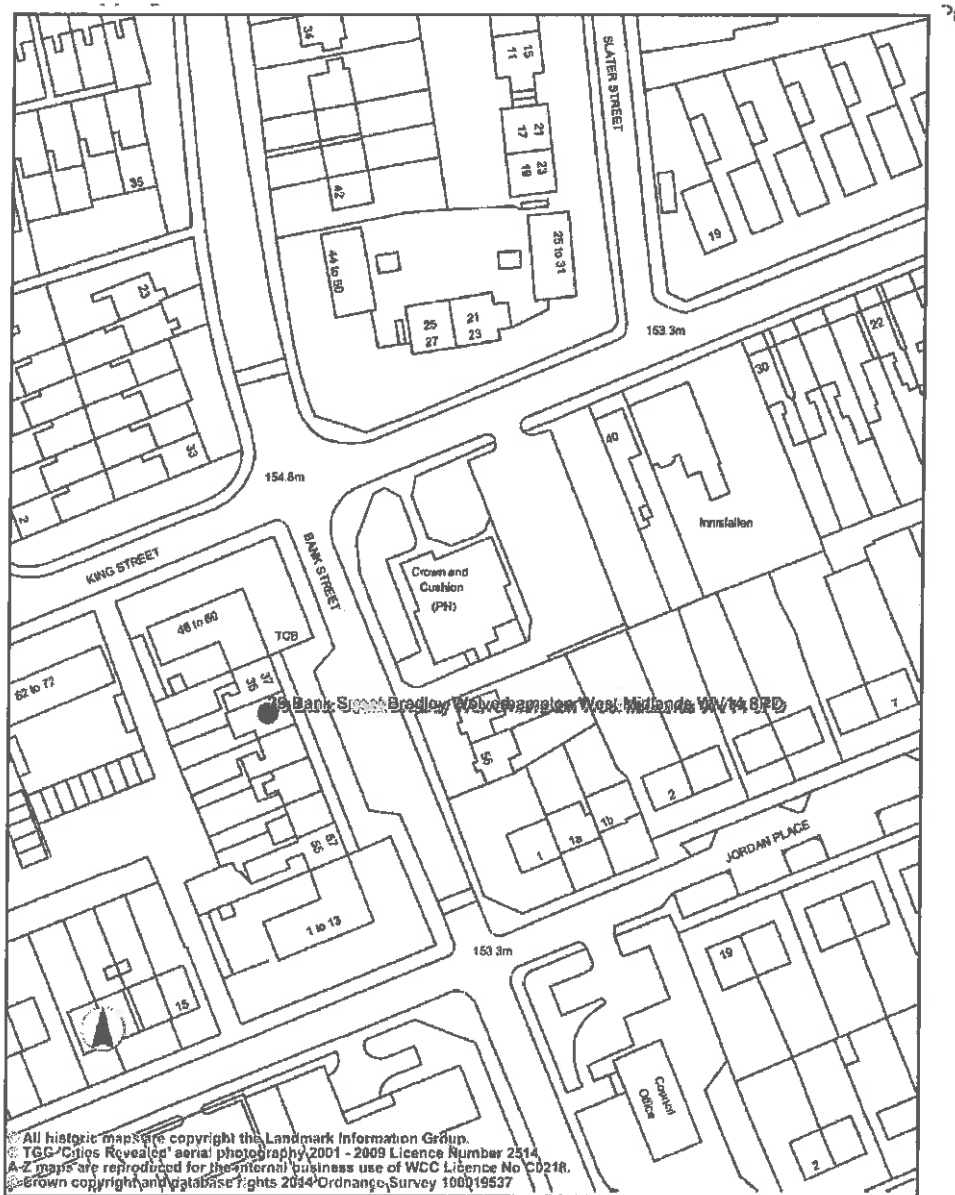 34
15
11
SLATER STREET
21
17
23
19
35
42
19
44 to 50
25 to 31
23
25
27
21
23
153.3m
22
30
40
33
154.8m
2
Innisfallen
KING STREET
BANK STREET
Crown and
Cushion
(PH)
46 to 60
TCB
62 to 72
37
39 Bank Street Bradley Wolverhampton West Midlands WV14 8PD
55
1
2
1b
1a
1
JORDAN PLACE
1 to 13
153.3m
19
15
Council
Office
2
© All historic maps are copyright the Landmark Information Group.
© TGG 'Cities Revealed' aerial photography 2001 - 2009 Licence Number 2514
A-Z maps are reproduced for the internal business use of WCC Licence No C0218.
© Crown copyright and database rights 2014 Ordnance Survey 100019537